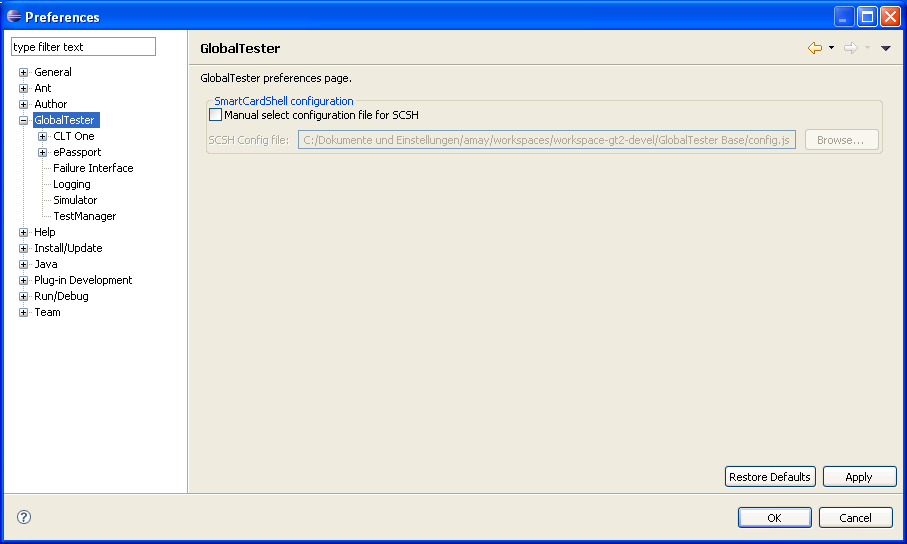 Preferences
type filter text
General
Ant
Author
GlobalTester
CLT One
ePassport
Failure Interface
Logging
Simulator
TestManager
Help
Install/Update
Java
Plug-in Development
Run/Debug
Team
GlobalTester
GlobalTester preferences page.
SmartCardShell configuration
Manual select configuration file for SCSH
SCSH Config file: C:/Dokumente und Einstellungen/amay/workspaces/workspace-gt2-devel/GlobalTester Base/config.js Browse...
Restore Defaults Apply
? OK Cancel